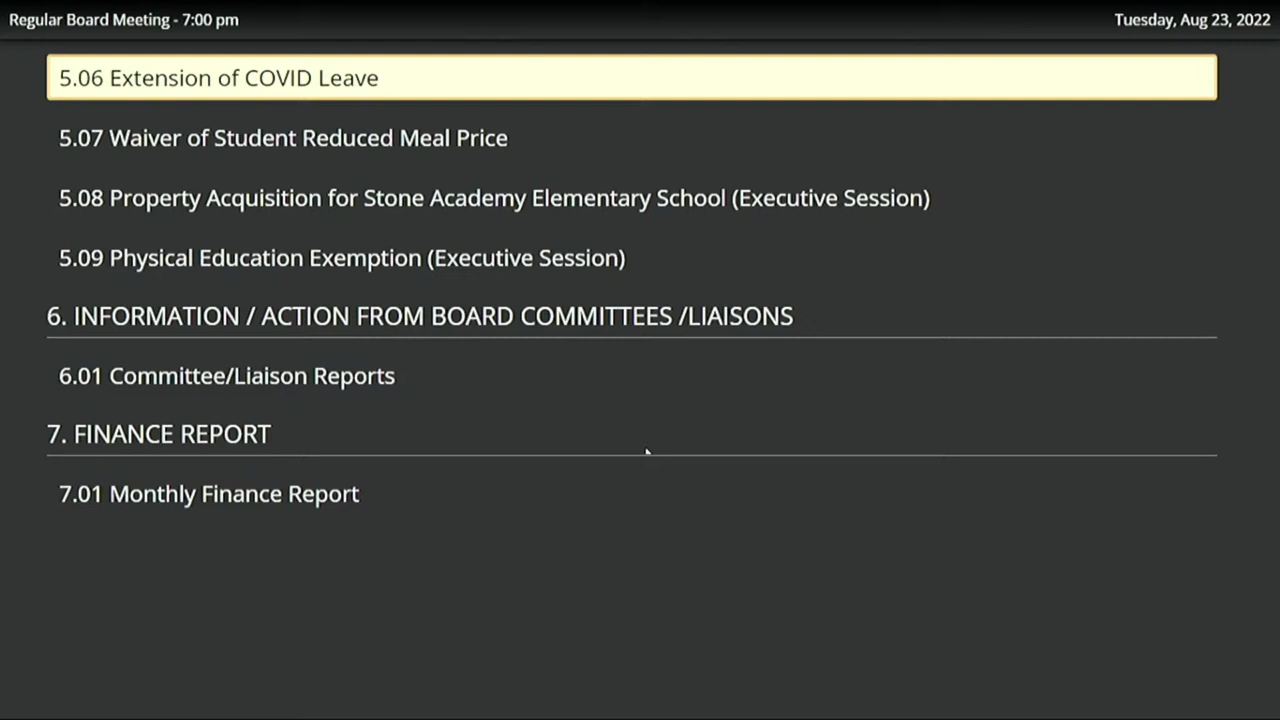 Regular Board Meeting - 7:00 pm
Tuesday, Aug 23, 2022
5.06 Extension of COVID Leave
5.07 Waiver of Student Reduced Meal Price
5.08 Property Acquisition for Stone Academy Elementary School (Executive Session)
5.09 Physical Education Exemption (Executive Session)
6. INFORMATION / ACTION FROM BOARD COMMITTEES /LIAISONS
6.01 Committee/Liaison Reports
7. FINANCE REPORT
7.01 Monthly Finance Report